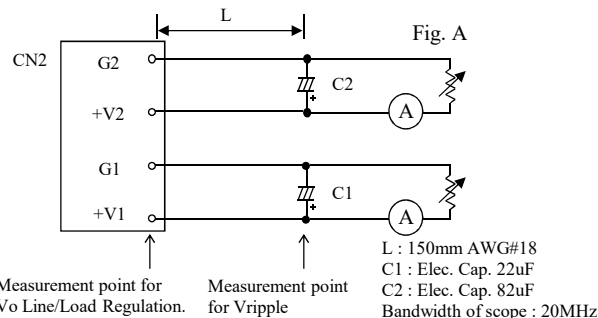 L
Fig. A
CN2
G2
C2
+V2
A
G1
C1
+V1
A
L : 150mm AWG#18
C1 : Elec. Cap. 22uF
C2 : Elec. Cap. 82uF
Bandwidth of scope : 20MHz
Measurement point for
Vo Line/Load Regulation.
Measurement point
for Vripple